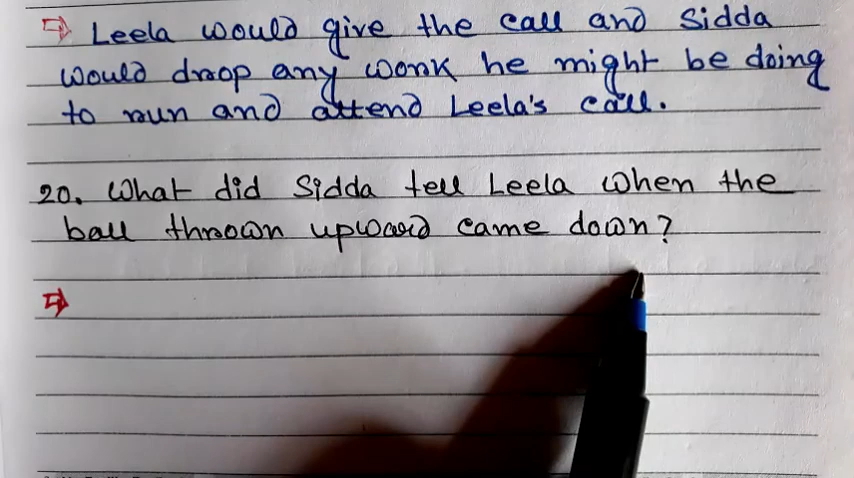 ⇒ Leela would give the call and Sidda
would drop any work he might be doing
to run and attend Leela's call.
20. What did Sidda tell Leela when the
ball thrown upward came down?
⇒